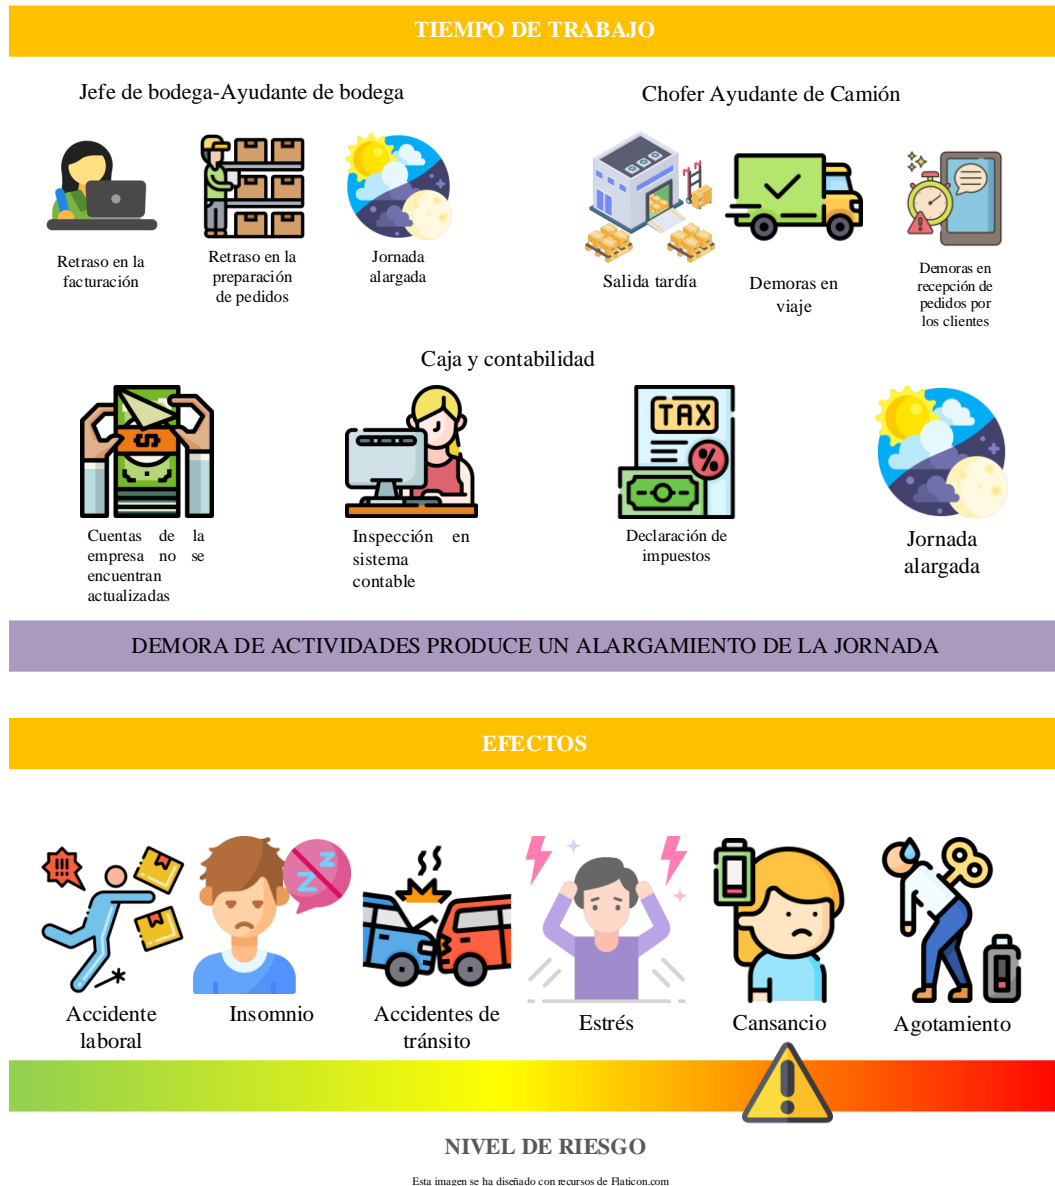 TIEMPO DE TRABAJO
Jefe de bodega-Ayudante de bodega
Retraso en la
facturación
Retraso en la
preparación
de pedidos
Jornada
alargada
Chofer Ayudante de Camión
Salida tardía
Demoras en
viaje
Demoras en
recepción de
pedidos por
los clientes
Caja y contabilidad
Cuentas de la
empresa no se
encuentran
actualizadas
Inspección en
sistema
contable
TAX
%
Declaración de
impuestos
Jornada
alargada
DEMORA DE ACTIVIDADES PRODUCE UN ALARGAMIENTO DE LA JORNADA
EFECTOS
!!!
Accidente
laboral
Z
Z
Insomnio
Accidentes de
tránsito
Estrés
Cansancio
Agotamiento
NIVEL DE RIESGO
Esta imagen se ha diseñado con recursos de Flaticon.com